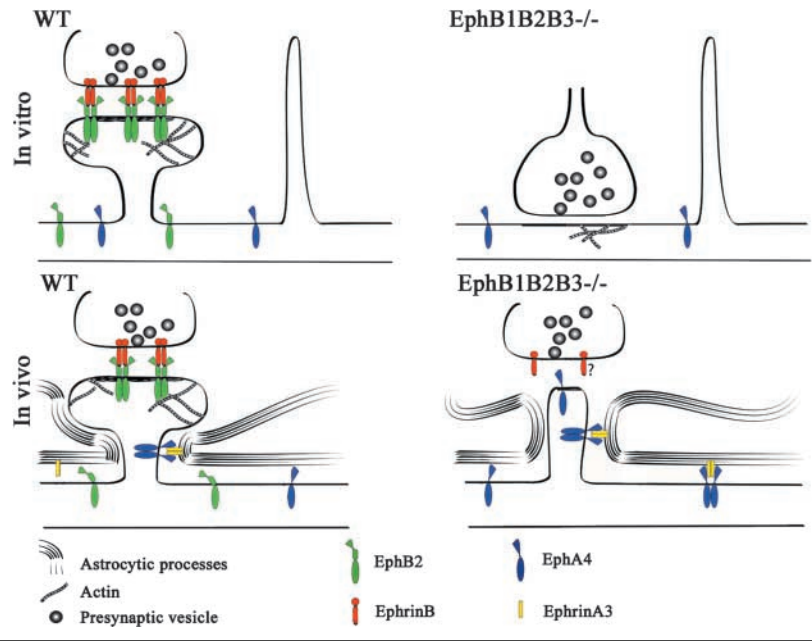 WT
EphB1B2B3-/-
In vitro
WT
EphB1B2B3-/-
In vivo
?
Astrocytic processes
Actin
Presynaptic vesicle
EphB2
EphrinB
EphA4
EphrinA3